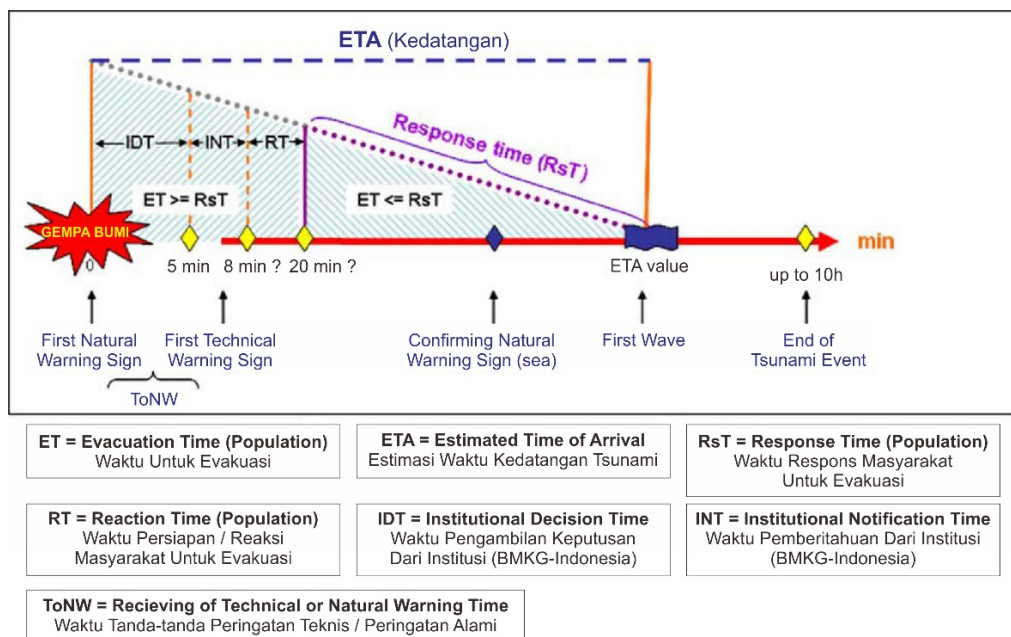 ETA (Kedatangan)
IDT
INT
RT
Response time (RsT)
ET >= RsT
ET <= RsT
GEMPA BUMI
min
0
5 min
8 min ?
20 min ?
ETA value
up to 10h
First Natural
Warning Sign
First Technical
Warning Sign
Confirming Natural
Warning Sign (sea)
First Wave
End of
Tsunami Event
ToNW
ET = Evacuation Time (Population)
Waktu Untuk Evakuasi
ETA = Estimated Time of Arrival
Estimasi Waktu Kedatangan Tsunami
RsT = Response Time (Population)
Waktu Respons Masyarakat
Untuk Evakuasi
RT = Reaction Time (Population)
Waktu Persiapan / Reaksi
Masyarakat Untuk Evakuasi
IDT = Institutional Decision Time
Waktu Pengambilan Keputusan
Dari Institusi (BMKG-Indonesia)
INT = Institutional Notification Time
Waktu Pemberitahuan Dari Institusi
(BMKG-Indonesia)
ToNW = Recieving of Technical or Natural Warning Time
Waktu Tanda-tanda Peringatan Teknis / Peringatan Alami